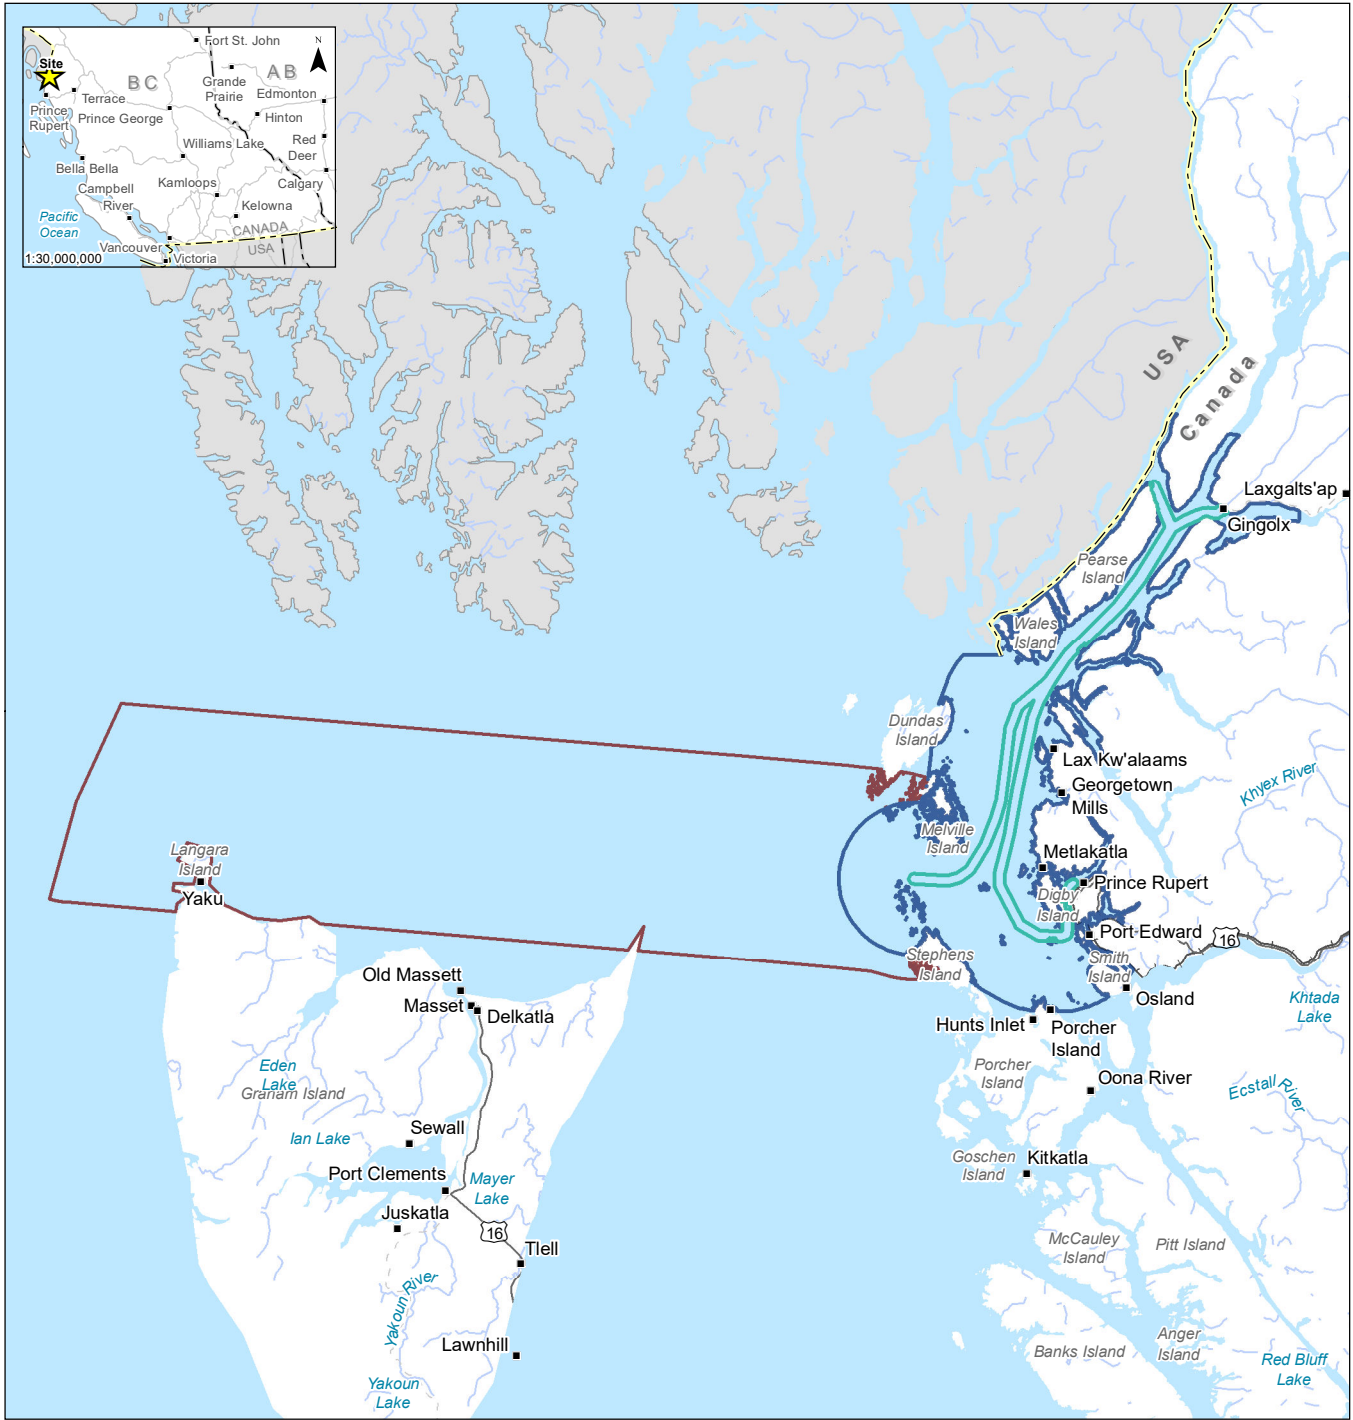 N
Fort St. John
Site
BC
AB
Grande
Prairie
Edmonton
Terrace
Prince
Rupert
Prince George
Hinton
Williams Lake
Red
Deer
Bella Bella
Campbell
River
Kamloops
Calgary
Kelowna
Pacific
Ocean
CANADA
USA
Vancouver
Victoria
1:30,000,000
USA
Canada
Laxgalts'ap
Gingolx
Pearse
Island
Wales
Island
Dundas
Island
Lax Kw'alaams
Georgetown
Mills
Khyex River
Melville
Island
Metlakatla
Langara
Island
Yaku
Prince Rupert
Digby
Island
Port Edward
16
Stephens
Island
Smith
Island
Osland
Khtada
Lake
Old Massett
Masset
Delkatla
Hunts Inlet
Porcher
Island
Eden
Lake
Graham Island
Porcher
Island
Oona River
Ecstall River
Ian Lake
Sewall
Port Clements
Mayer
Lake
Goschen
Island
Kitkatla
Juskatla
16
Tlell
McCauley
Island
Pitt Island
Yakoun River
Lawnhill
Anger
Island
Banks Island
Red Bluff
Lake
Yakoun
Lake